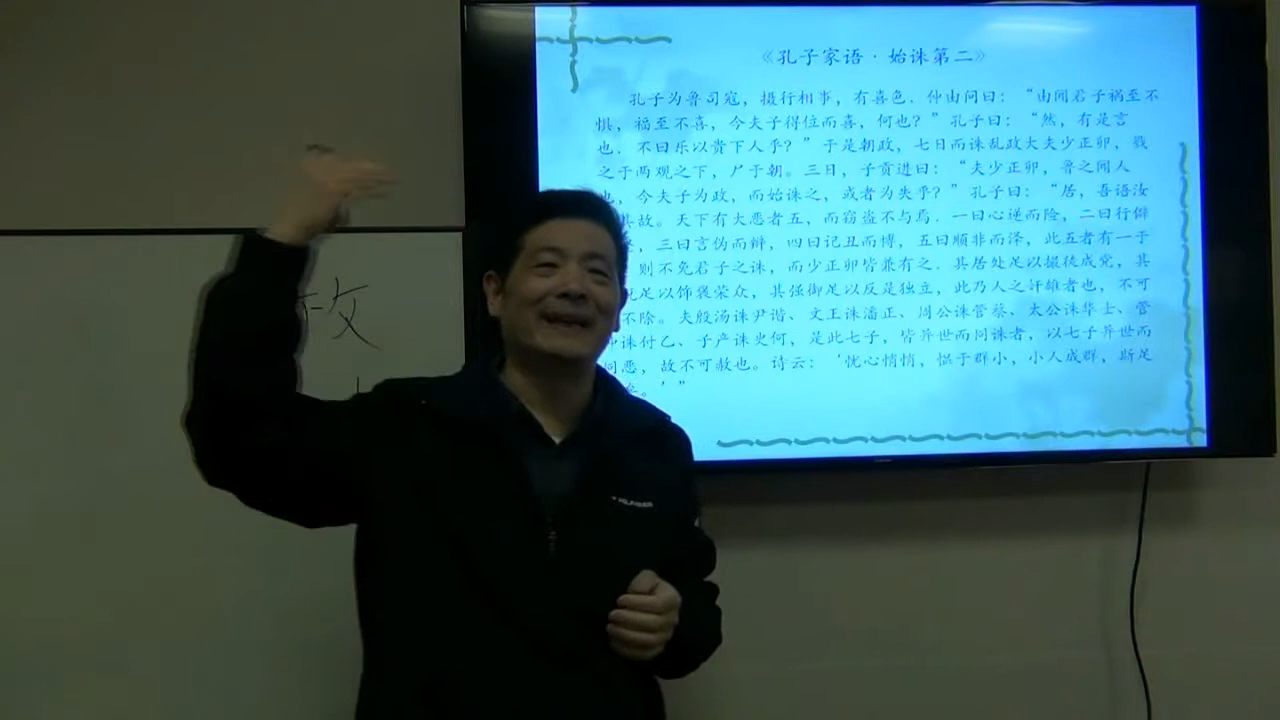 《孔子家语·始诛第二》
孔子为鲁司寇，摄行相事，有喜色。仲由问曰：“由闻君子祸至不
惧，福至不喜，今夫子得位而喜，何也？”孔子曰：“然，有是言
也。不曰乐以贵下人乎？”于是朝政，七日而诛乱政大夫少正卯，戮
之于两观之下，尸于朝。三日，子贡进曰：“夫少正卯，鲁之闻人
也，今夫子为政，而始诛之，或者为失乎？”孔子曰：“居，吾语汝
其故。天下有大恶者五，而窃盗不与焉。一曰心逆而险，二曰行僻
，三曰言伪而辩，四曰记丑而博，五曰顺非而泽，此五者有一于
则不免君子之诛，而少正卯皆兼有之。其居处足以撮徒成党，其
足以饰褒荣众，其强御足以反是独立，此乃人之奸雄者也，不可
不除。夫殷汤诛尹谐、文王诛潘正、周公诛管蔡、太公诛华士、管
诛付乙、子产诛史何，是此七子，皆异世而同诛者，以七子异世而
同恶，故不可赦也。诗云：‘忧心悄悄，愠于群小，小人成群，斯足
。’”
攻